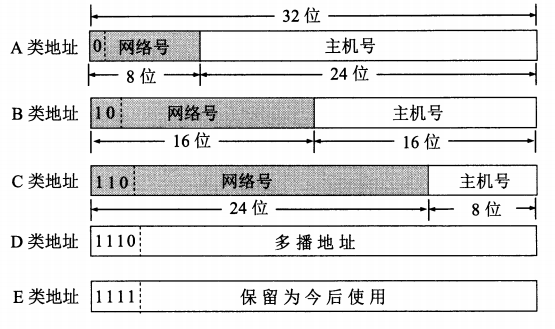 32 位
A 类地址 0 网络号 主机号
8 位 24 位
B 类地址 10 网络号 主机号
16 位 16 位
C 类地址 110 网络号 主机号
24 位 8 位
D 类地址 1110 多播地址
E 类地址 1111 保留为今后使用